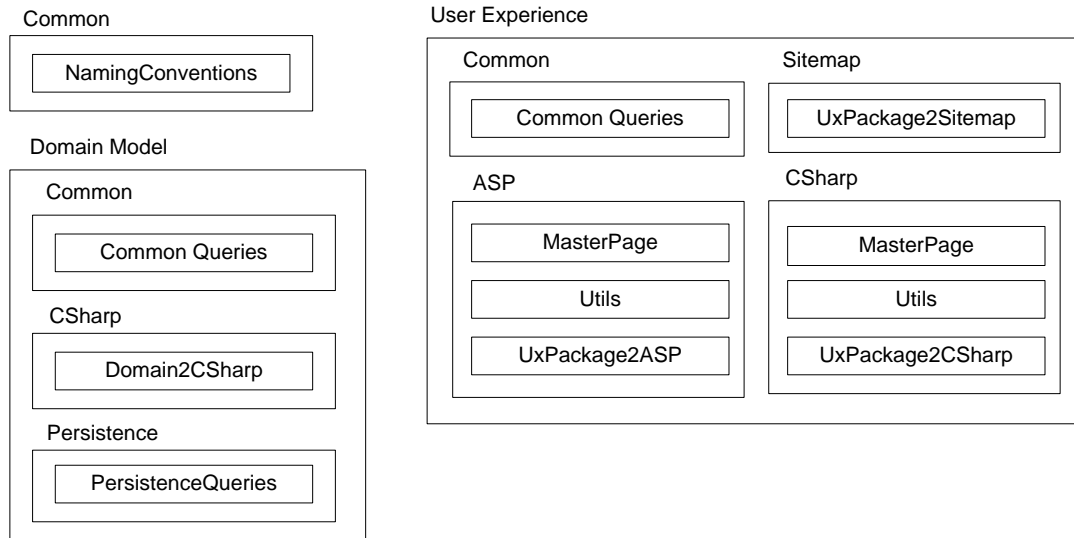 Common
NamingConventions
Domain Model
Common
Common Queries
CSharp
Domain2CSharp
Persistence
PersistenceQueries
User Experience
Common
Common Queries
Sitemap
UxPackage2Sitemap
ASP
MasterPage
Utils
UxPackage2ASP
CSharp
MasterPage
Utils
UxPackage2CSharp